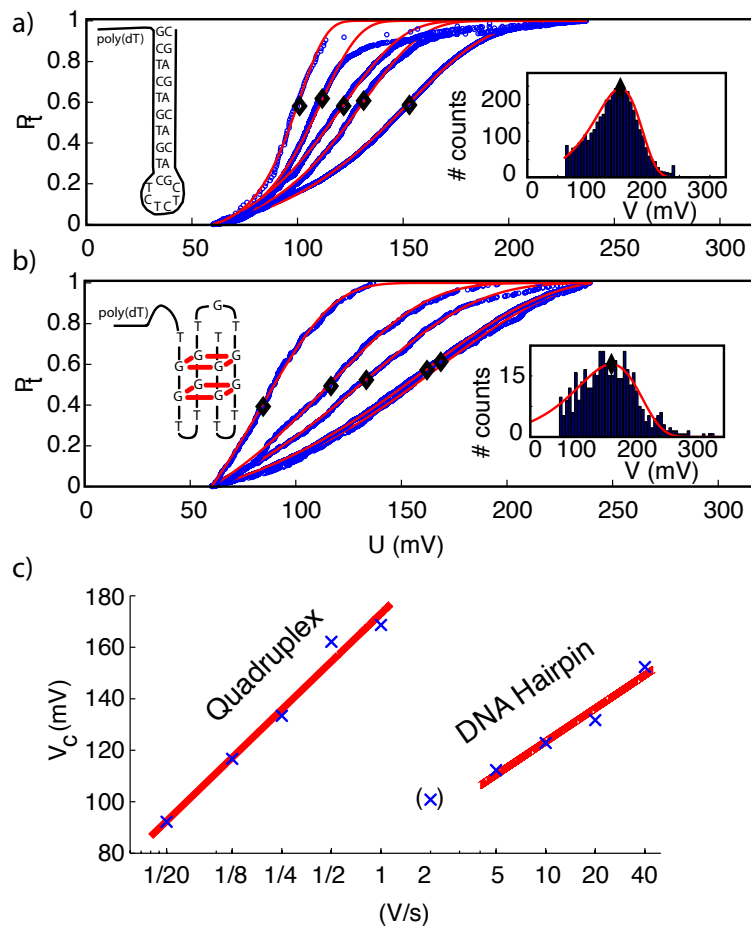 a)
poly(dT)
GC
CG
TA
CG
TA
GC
TA
GC
TA
CG
T C
C T
T C
1
0.8
0.6
0.4
0.2
0
Pt
0 50 100 150 200 250 300
# counts
200
100
0
0 100 200 300
V (mV)
b)
poly(dT)
G
T T
T T
G G
G G
G G
G G
T T T T
1
0.8
0.6
0.4
0.2
0
Pt
0 50 100 150 200 250 300
U (mV)
# counts
15
0
0 100 200 300
V (mV)
c)
180
160
140
120
100
80
Vc (mV)
Quadruplex
DNA Hairpin
( )
1/20 1/8 1/4 1/2 1 2 5 10 20 40
(V/s)